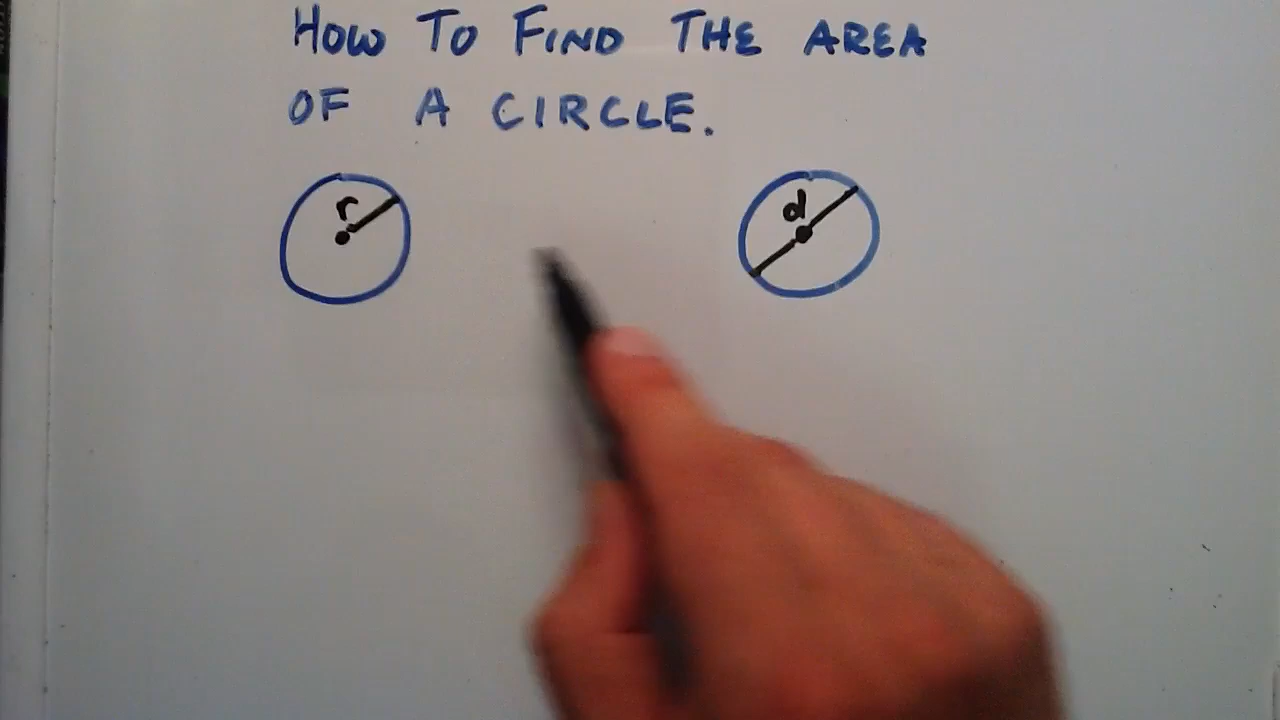 HOW TO FIND THE AREA
OF A CIRCLE.
r
d